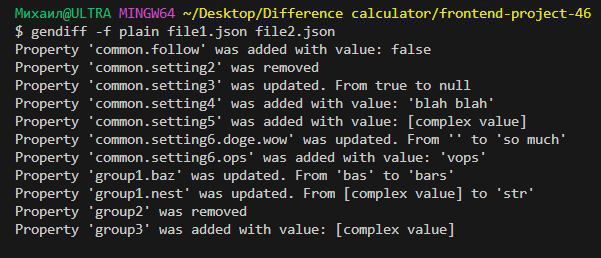 Михаил@ULTRA MINGW64 ~/Desktop/Difference calculator/frontend-project-46
$ gendiff -f plain file1.json file2.json
Property 'common.follow' was added with value: false
Property 'common.setting2' was removed
Property 'common.setting3' was updated. From true to null
Property 'common.setting4' was added with value: 'blah blah'
Property 'common.setting5' was added with value: [complex value]
Property 'common.setting6.doge.wow' was updated. From '' to 'so much'
Property 'common.setting6.ops' was added with value: 'vops'
Property 'group1.baz' was updated. From 'bas' to 'bars'
Property 'group1.nest' was updated. From [complex value] to 'str'
Property 'group2' was removed
Property 'group3' was added with value: [complex value]